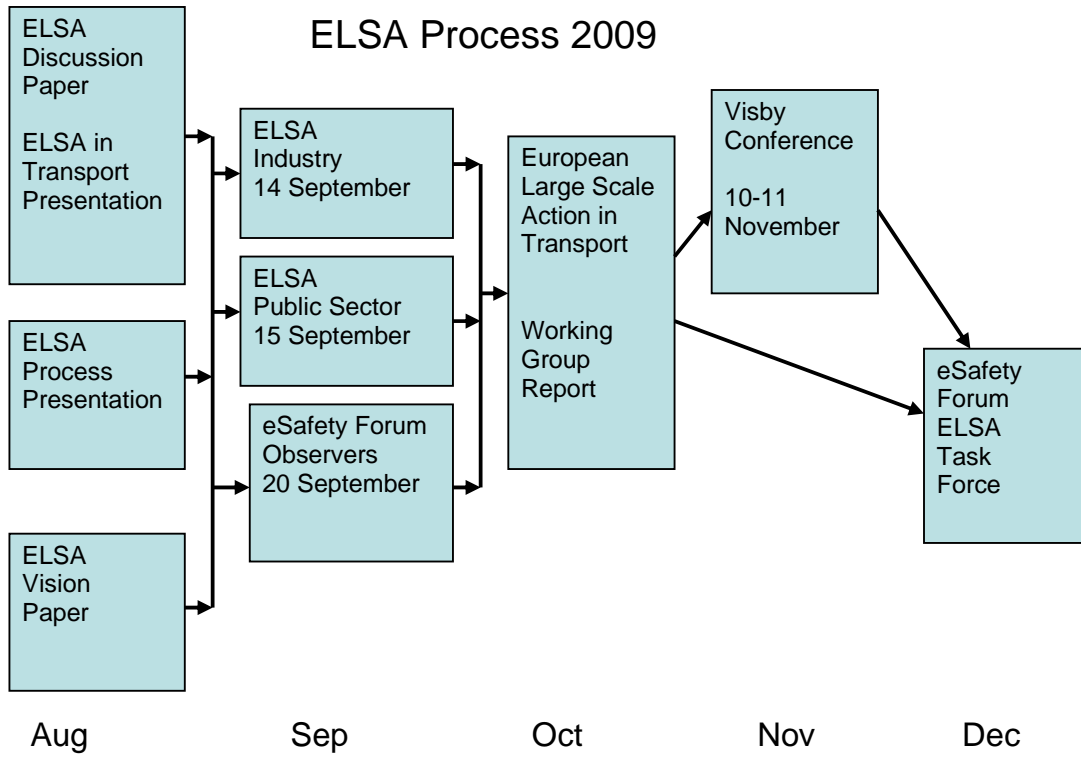 ELSA Process 2009
ELSA
Discussion
Paper
ELSA in
Transport
Presentation
ELSA
Process
Presentation
ELSA
Vision
Paper
ELSA
Industry
14 September
ELSA
Public Sector
15 September
eSafety Forum
Observers
20 September
European
Large Scale
Action in
Transport
Working
Group
Report
Visby
Conference
10-11
November
eSafety
Forum
ELSA
Task
Force
Aug
Sep
Oct
Nov
Dec